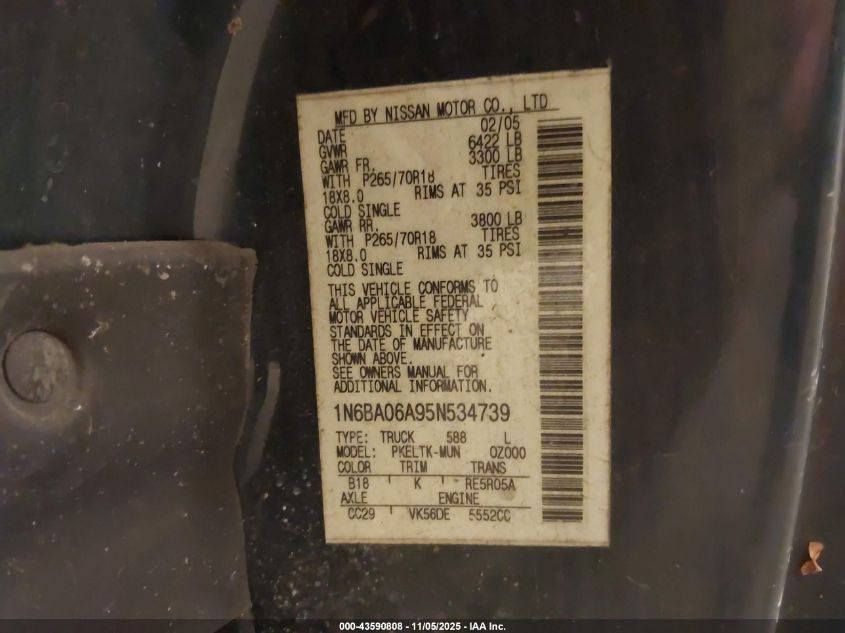 MFD BY NISSAN MOTOR CO., LTD
DATE 02/05
GVWR 6422 LB
GAWR FR. 3300 LB
WITH P265/70R18 TIRES
18X8.0 RIMS AT 35 PSI
COLD SINGLE
GAWR RR. 3800 LB
WITH P265/70R18 TIRES
18X8.0 RIMS AT 35 PSI
COLD SINGLE
THIS VEHICLE CONFORMS TO
ALL APPLICABLE FEDERAL
MOTOR VEHICLE SAFETY
STANDARDS IN EFFECT ON
THE DATE OF MANUFACTURE
SHOWN ABOVE.
SEE OWNERS MANUAL FOR
ADDITIONAL INFORMATION.
1N6BA06A95N534739
TYPE: TRUCK 588 L
MODEL: PKELTK-MUN 0Z000
COLOR TRIM TRANS
B18 K RE5R05A
AXLE ENGINE
CC29 VK56DE 5552CC
000-43590808 - 11/05/2025 - IAA Inc.